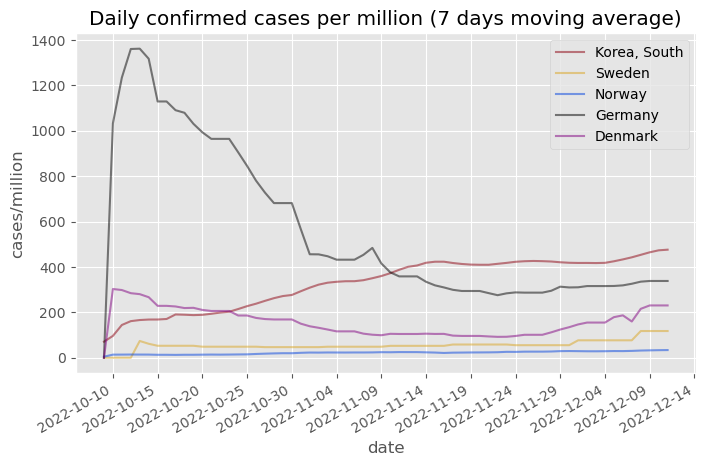 Daily confirmed cases per million (7 days moving average)
1400
1200
1000
800
600
400
200
0
cases/million
Korea, South
Sweden
Norway
Germany
Denmark
2022-10-10
2022-10-15
2022-10-20
2022-10-25
2022-10-30
2022-11-04
2022-11-09
2022-11-14
2022-11-19
2022-11-24
2022-11-29
2022-12-04
2022-12-09
2022-12-14
date